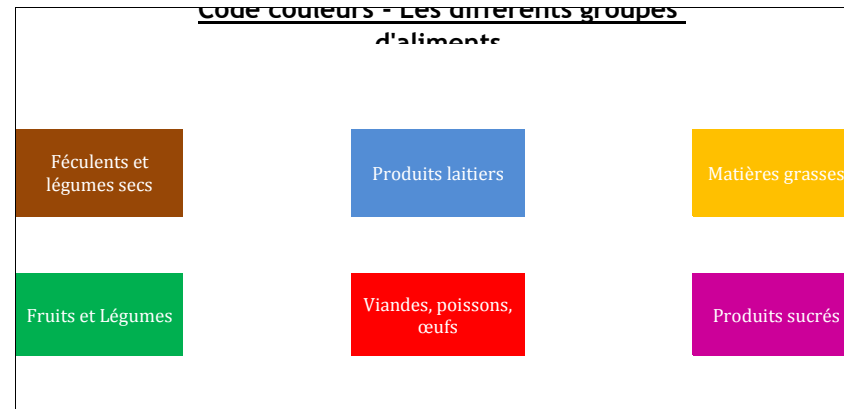 Code couleurs - Les différents groupes
d'aliments
Féculents et
légumes secs
Produits laitiers
Matières grasses
Fruits et Légumes
Viandes, poissons,
œufs
Produits sucrés